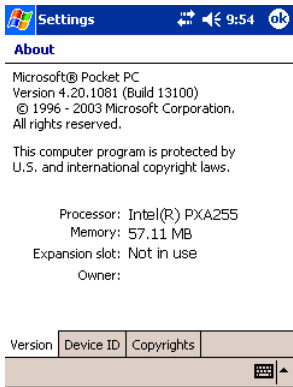 Settings 9:54 ok
About
Microsoft® Pocket PC
Version 4.20.1081 (Build 13100)
© 1996 - 2003 Microsoft Corporation.
All rights reserved.
This computer program is protected by
U.S. and international copyright laws.
Processor: Intel(R) PXA255
Memory: 57.11 MB
Expansion slot: Not in use
Owner:
Version Device ID Copyrights